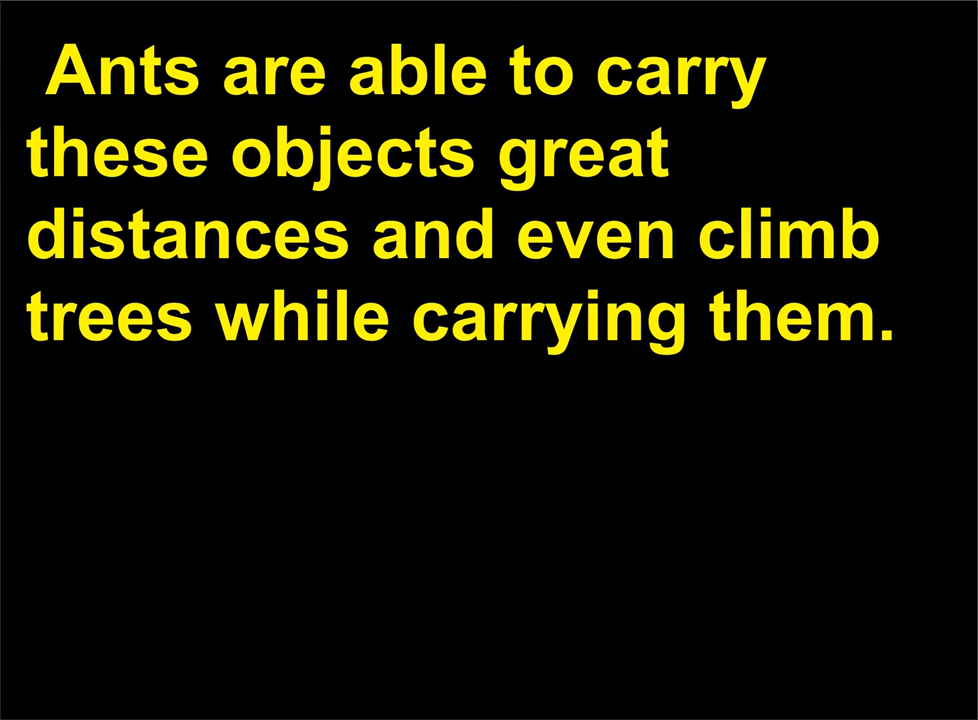 Ants are able to carry
these objects great
distances and even climb
trees while carrying them.